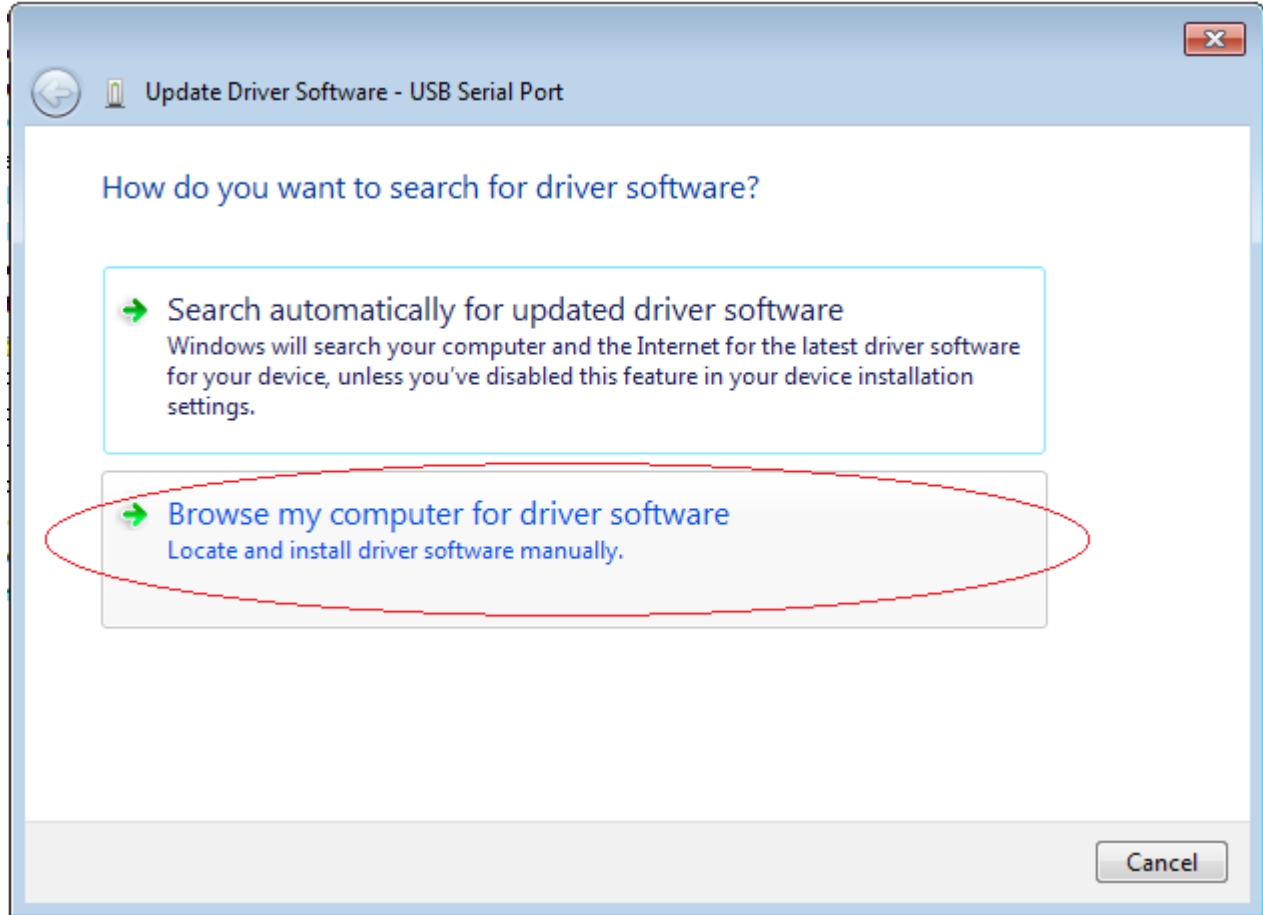 Update Driver Software - USB Serial Port
How do you want to search for driver software?
Search automatically for updated driver software
Windows will search your computer and the Internet for the latest driver software
for your device, unless you've disabled this feature in your device installation
settings.
Browse my computer for driver software
Locate and install driver software manually.
Cancel